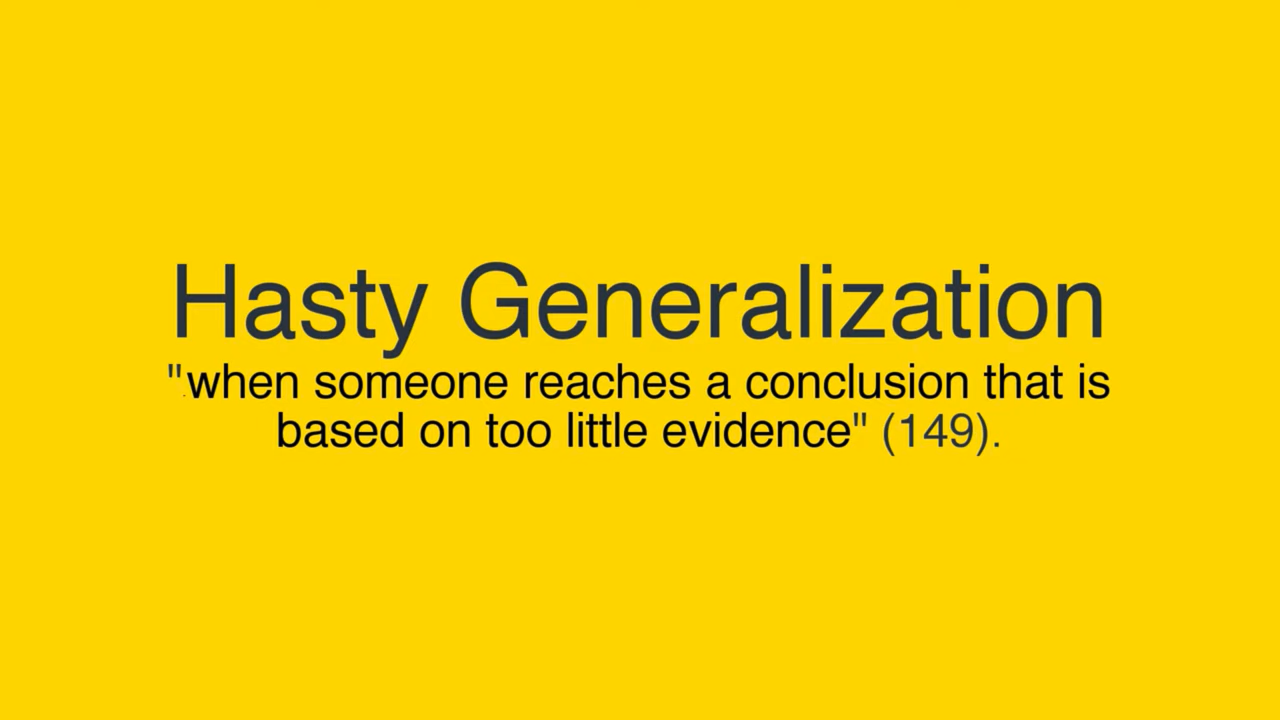 Hasty Generalization
"when someone reaches a conclusion that is
based on too little evidence" (149).